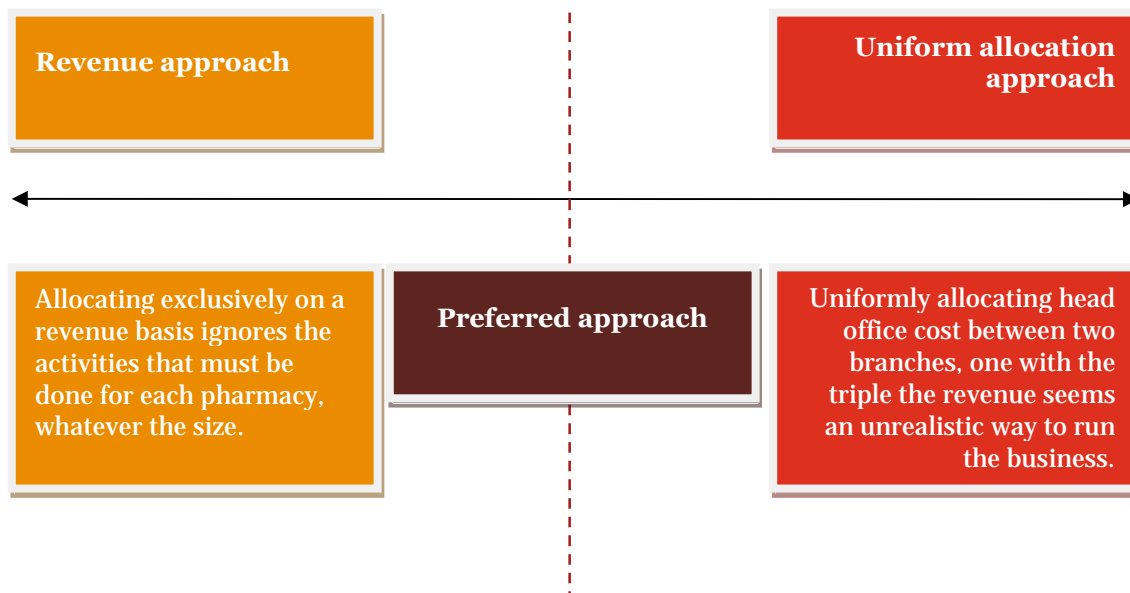 Revenue approach
Uniform allocation
approach
Allocating exclusively on a
revenue basis ignores the
activities that must be
done for each pharmacy,
whatever the size.
Preferred approach
Uniformly allocating head
office cost between two
branches, one with the
triple the revenue seems
an unrealistic way to run
the business.